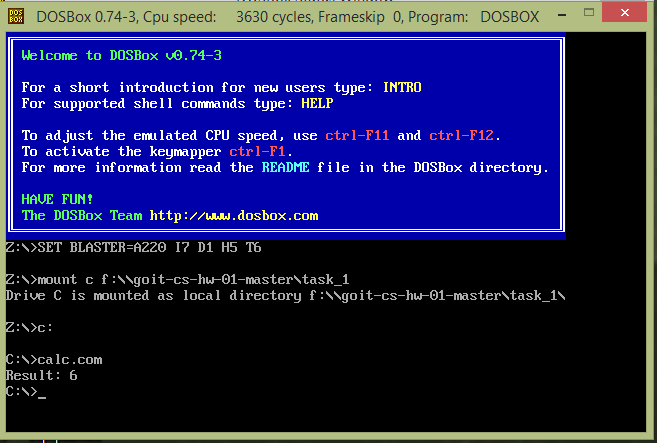 DOS
BOX
DOSBox 0.74-3, Cpu speed: 3630 cycles, Frameskip 0, Program: DOSBOX
Welcome to DOSBox v0.74-3
For a short introduction for new users type: INTRO
For supported shell commands type: HELP
To adjust the emulated CPU speed, use ctrl-F11 and ctrl-F12.
To activate the keymapper ctrl-F1.
For more information read the README file in the DOSBox directory.
HAVE FUN!
The DOSBox Team http://www.dosbox.com
Z:\>SET BLASTER=A220 I7 D1 H5 T6
Z:\>mount c f:\\goit-cs-hw-01-master\task_1
Drive C is mounted as local directory f:\\goit-cs-hw-01-master\task_1\
Z:\>c:
C:\>calc.com
Result: 6
C:\>_